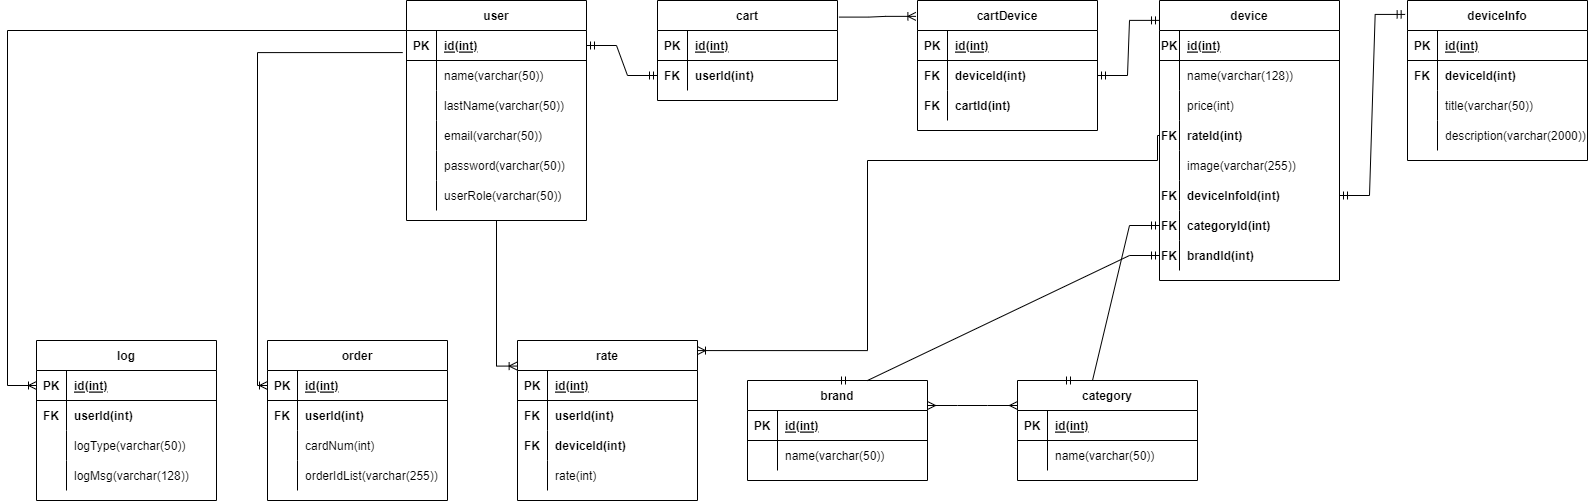 user
PK id(int)
name(varchar(50))
lastName(varchar(50))
email(varchar(50))
password(varchar(50))
userRole(varchar(50))
cart
PK id(int)
FK userId(int)
cartDevice
PK id(int)
FK deviceId(int)
FK cartId(int)
device
PK id(int)
name(varchar(128))
price(int)
FK rateId(int)
image(varchar(255))
FK deviceInfoId(int)
FK categoryId(int)
FK brandId(int)
deviceInfo
PK id(int)
FK deviceId(int)
title(varchar(50))
description(varchar(2000))
log
PK id(int)
FK userId(int)
logType(varchar(50))
logMsg(varchar(128))
order
PK id(int)
FK userId(int)
cardNum(int)
orderIdList(varchar(255))
rate
PK id(int)
FK userId(int)
FK deviceId(int)
rate(int)
brand
PK id(int)
name(varchar(50))
category
PK id(int)
name(varchar(50))